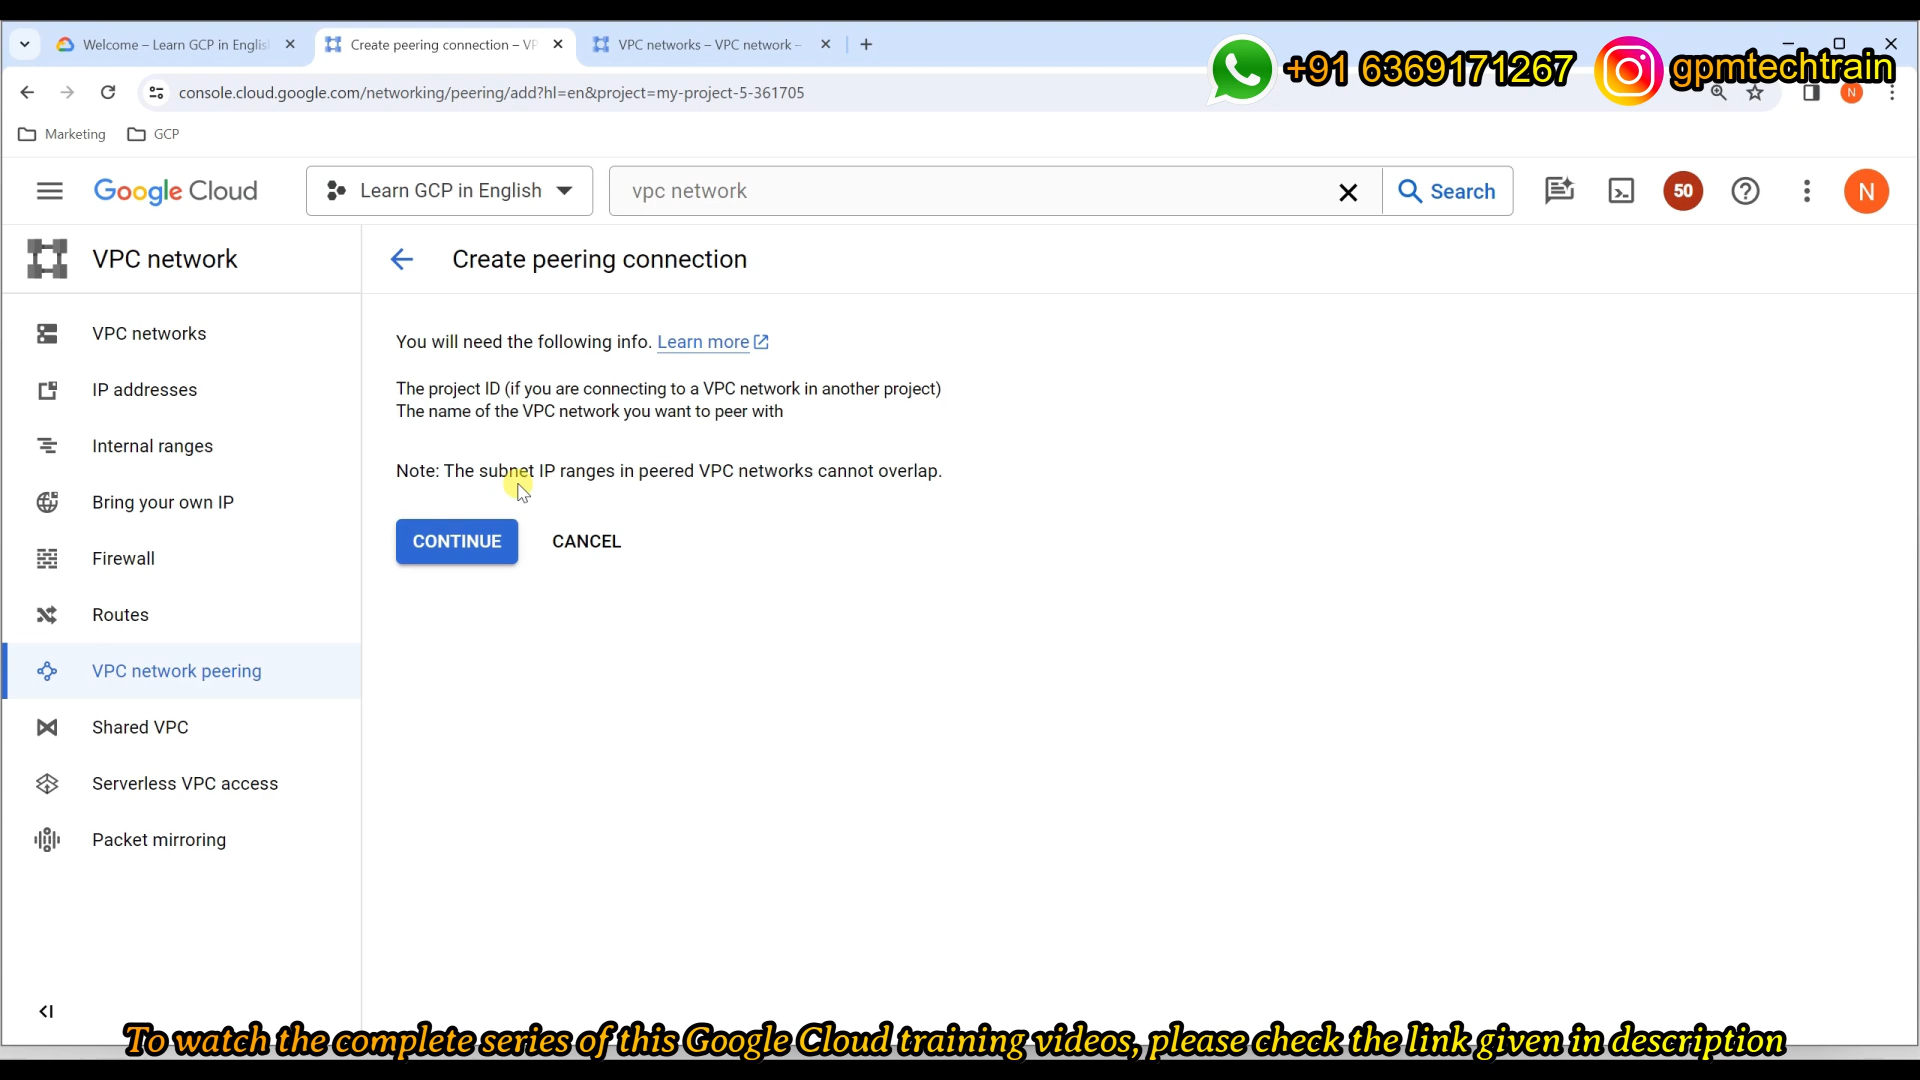 Welcome – Learn GCP in Englis
Create peering connection – VP
VPC networks – VPC network –
+91 6369171267
gpmtechtrain
console.cloud.google.com/networking/peering/add?hl=en&project=my-project-5-361705
N
Marketing
GCP
Google Cloud
Learn GCP in English
vpc network
Search
50
N
VPC network
Create peering connection
VPC networks
You will need the following info. Learn more
IP addresses
The project ID (if you are connecting to a VPC network in another project)
The name of the VPC network you want to peer with
Internal ranges
Note: The subnet IP ranges in peered VPC networks cannot overlap.
Bring your own IP
CONTINUE
CANCEL
Firewall
Routes
VPC network peering
Shared VPC
Serverless VPC access
Packet mirroring
To watch the complete series of this Google Cloud training videos, please check the link given in description